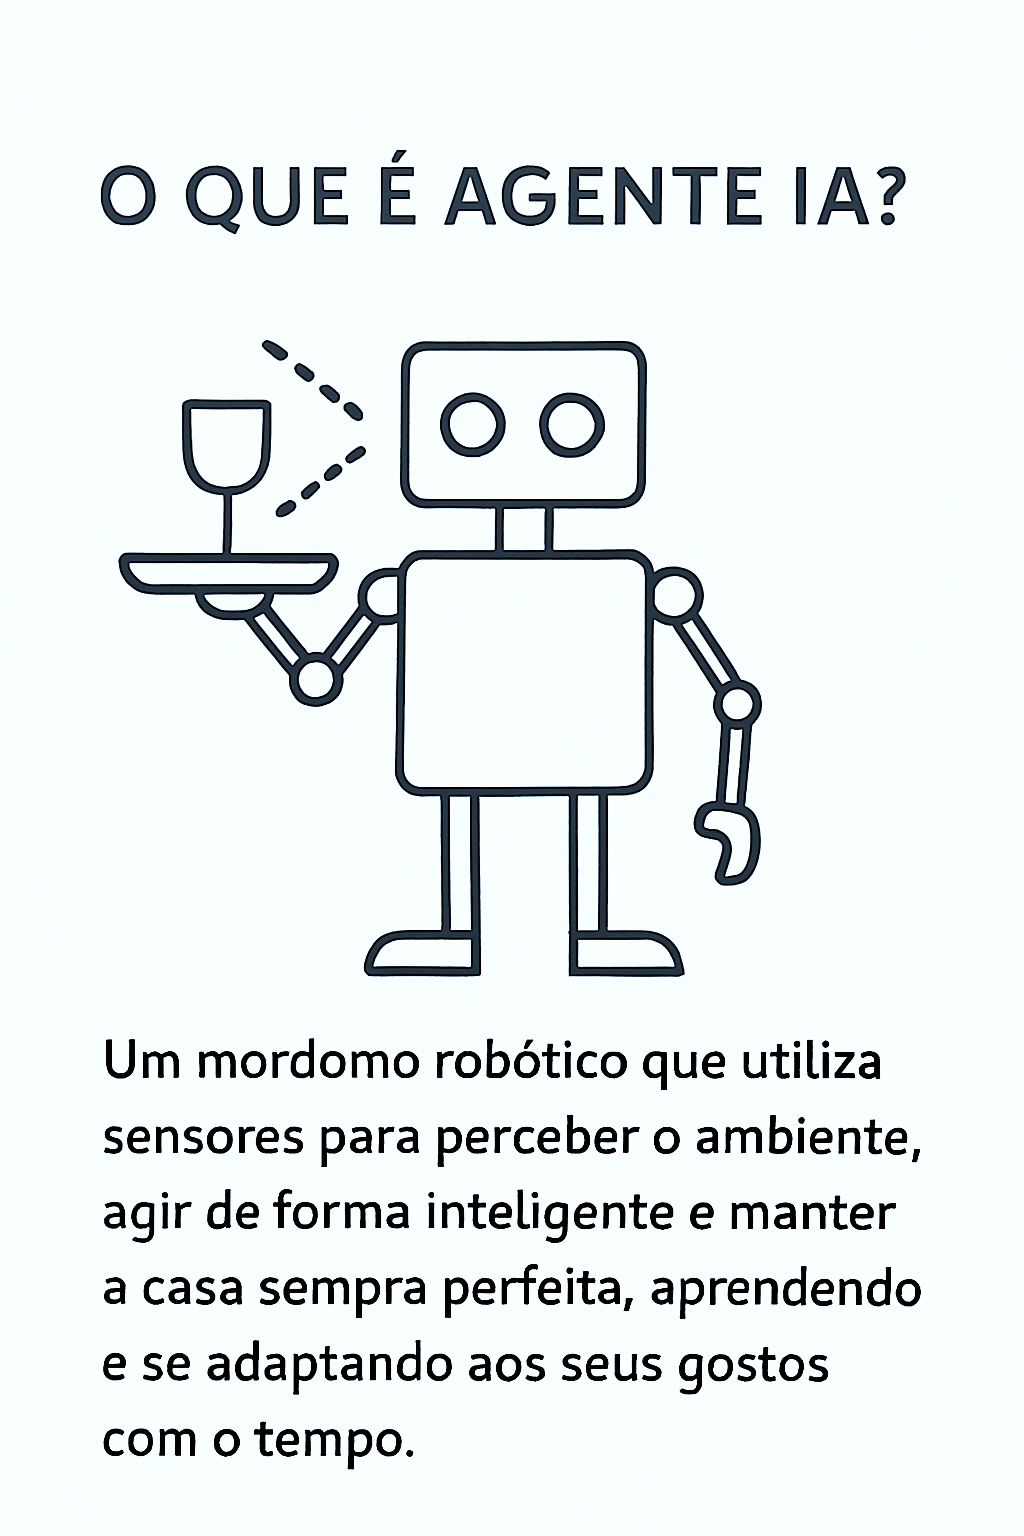 O QUE É AGENTE IA?
Um mordomo robótico que utiliza
sensores para perceber o ambiente,
agir de forma inteligente e manter
a casa sempra perfeita, aprendendo
e se adaptando aos seus gostos
com o tempo.